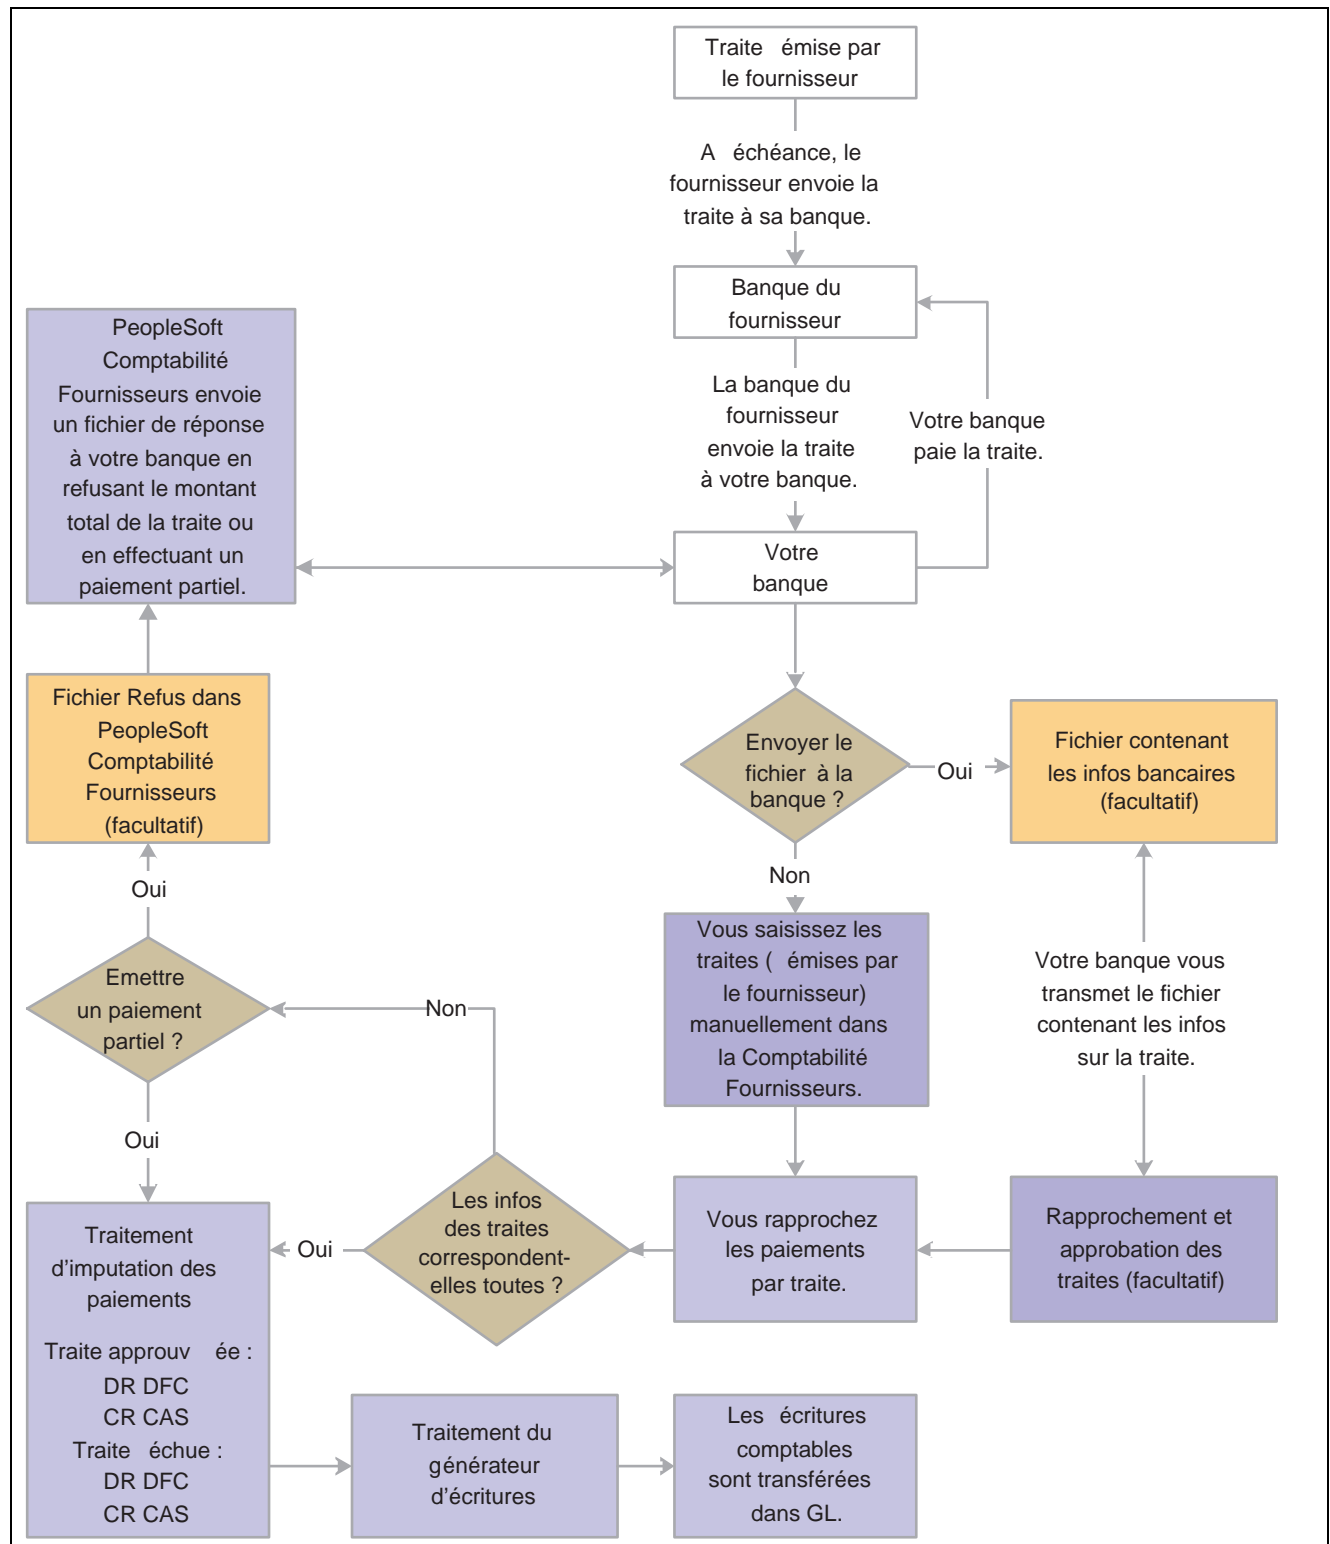 Traite émise par
le fournisseur
A échéance, le
fournisseur envoie la
traite à sa banque.
Banque du
fournisseur
La banque du
fournisseur
envoie la traite
à votre banque.
Votre banque
paie la traite.
Votre
banque
PeopleSoft
Comptabilité
Fournisseurs envoie
un fichier de réponse
à votre banque en
refusant le montant
total de la traite ou
en effectuant un
paiement partiel.
Fichier Refus dans
PeopleSoft
Comptabilité
Fournisseurs
(facultatif)
Envoyer le
fichier à la
banque ?
Oui
Fichier contenant
les infos bancaires
(facultatif)
Non
Oui
Vous saisissez les
traites ( émises par
le fournisseur)
manuellement dans
la Comptabilité
Fournisseurs.
Votre banque vous
transmet le fichier
contenant les infos
sur la traite.
Emettre
un paiement
partiel ?
Non
Oui
Les infos
des traites
correspondent-
elles toutes ?
Oui
Vous rapprochez
les paiements
par traite.
Rapprochement et
approbation des
traites (facultatif)
Traitement
d'imputation des
paiements
Traite approuv ée :
DR DFC
CR CAS
Traite échue :
DR DFC
CR CAS
Traitement du
générateur
d'écritures
Les écritures
comptables
sont transférées
dans GL.